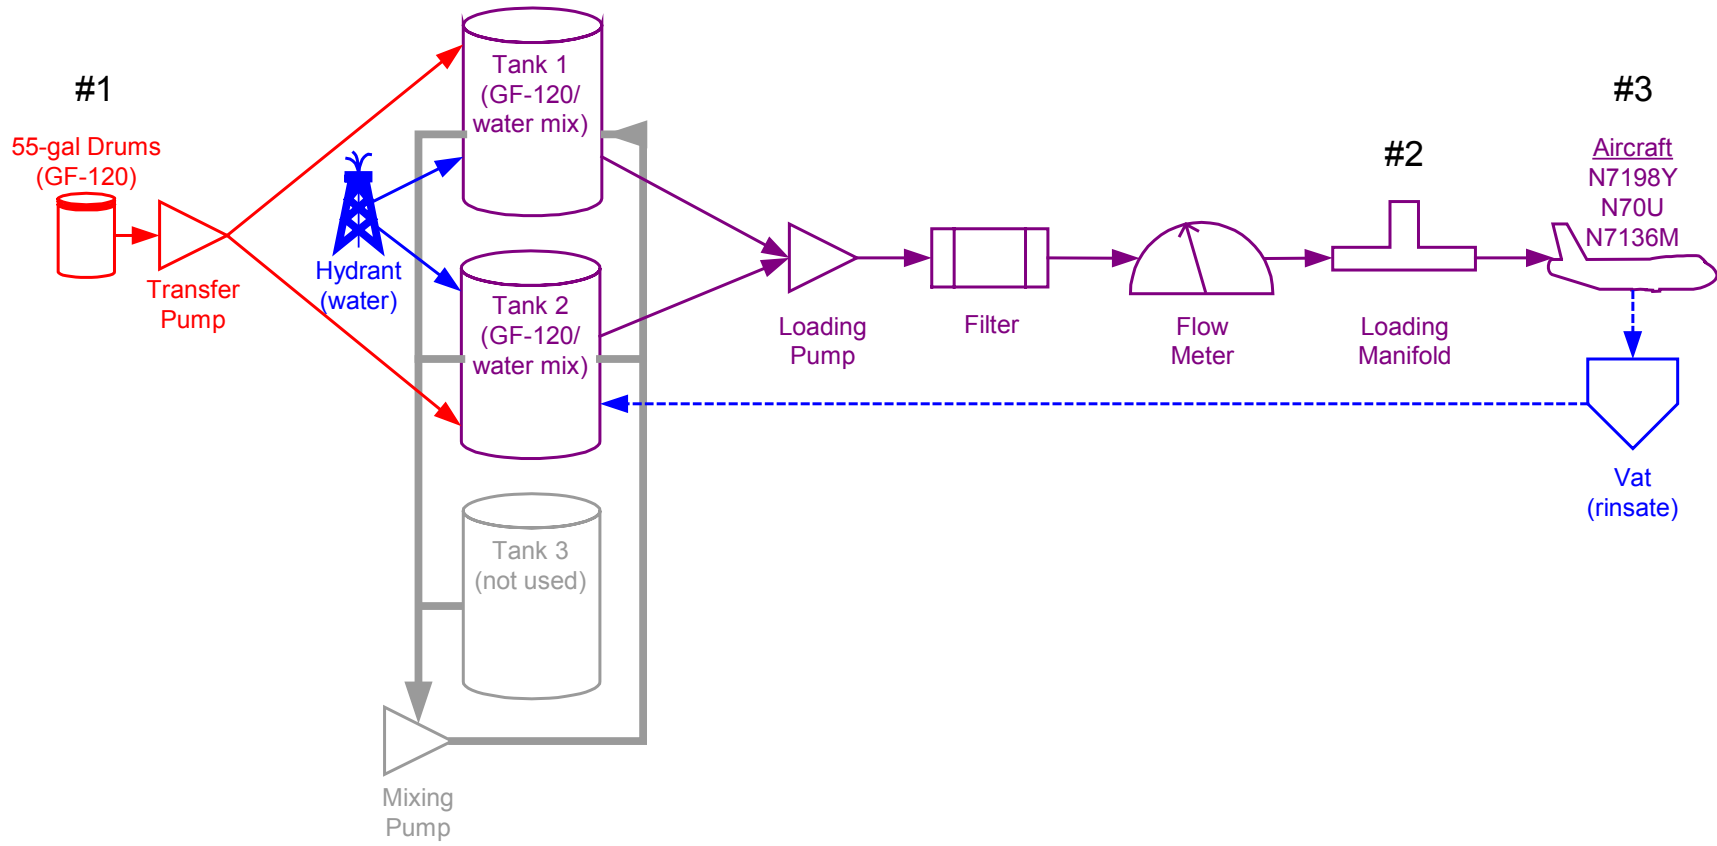 #1
55-gal Drums
(GF-120)
Transfer
Pump
Hydrant
(water)
Tank 1
(GF-120/
water mix)
Tank 2
(GF-120/
water mix)
Tank 3
(not used)
Mixing
Pump
Loading
Pump
Filter
Flow
Meter
#2
Loading
Manifold
#3
Aircraft
N7198Y
N70U
N7136M
Vat
(rinsate)